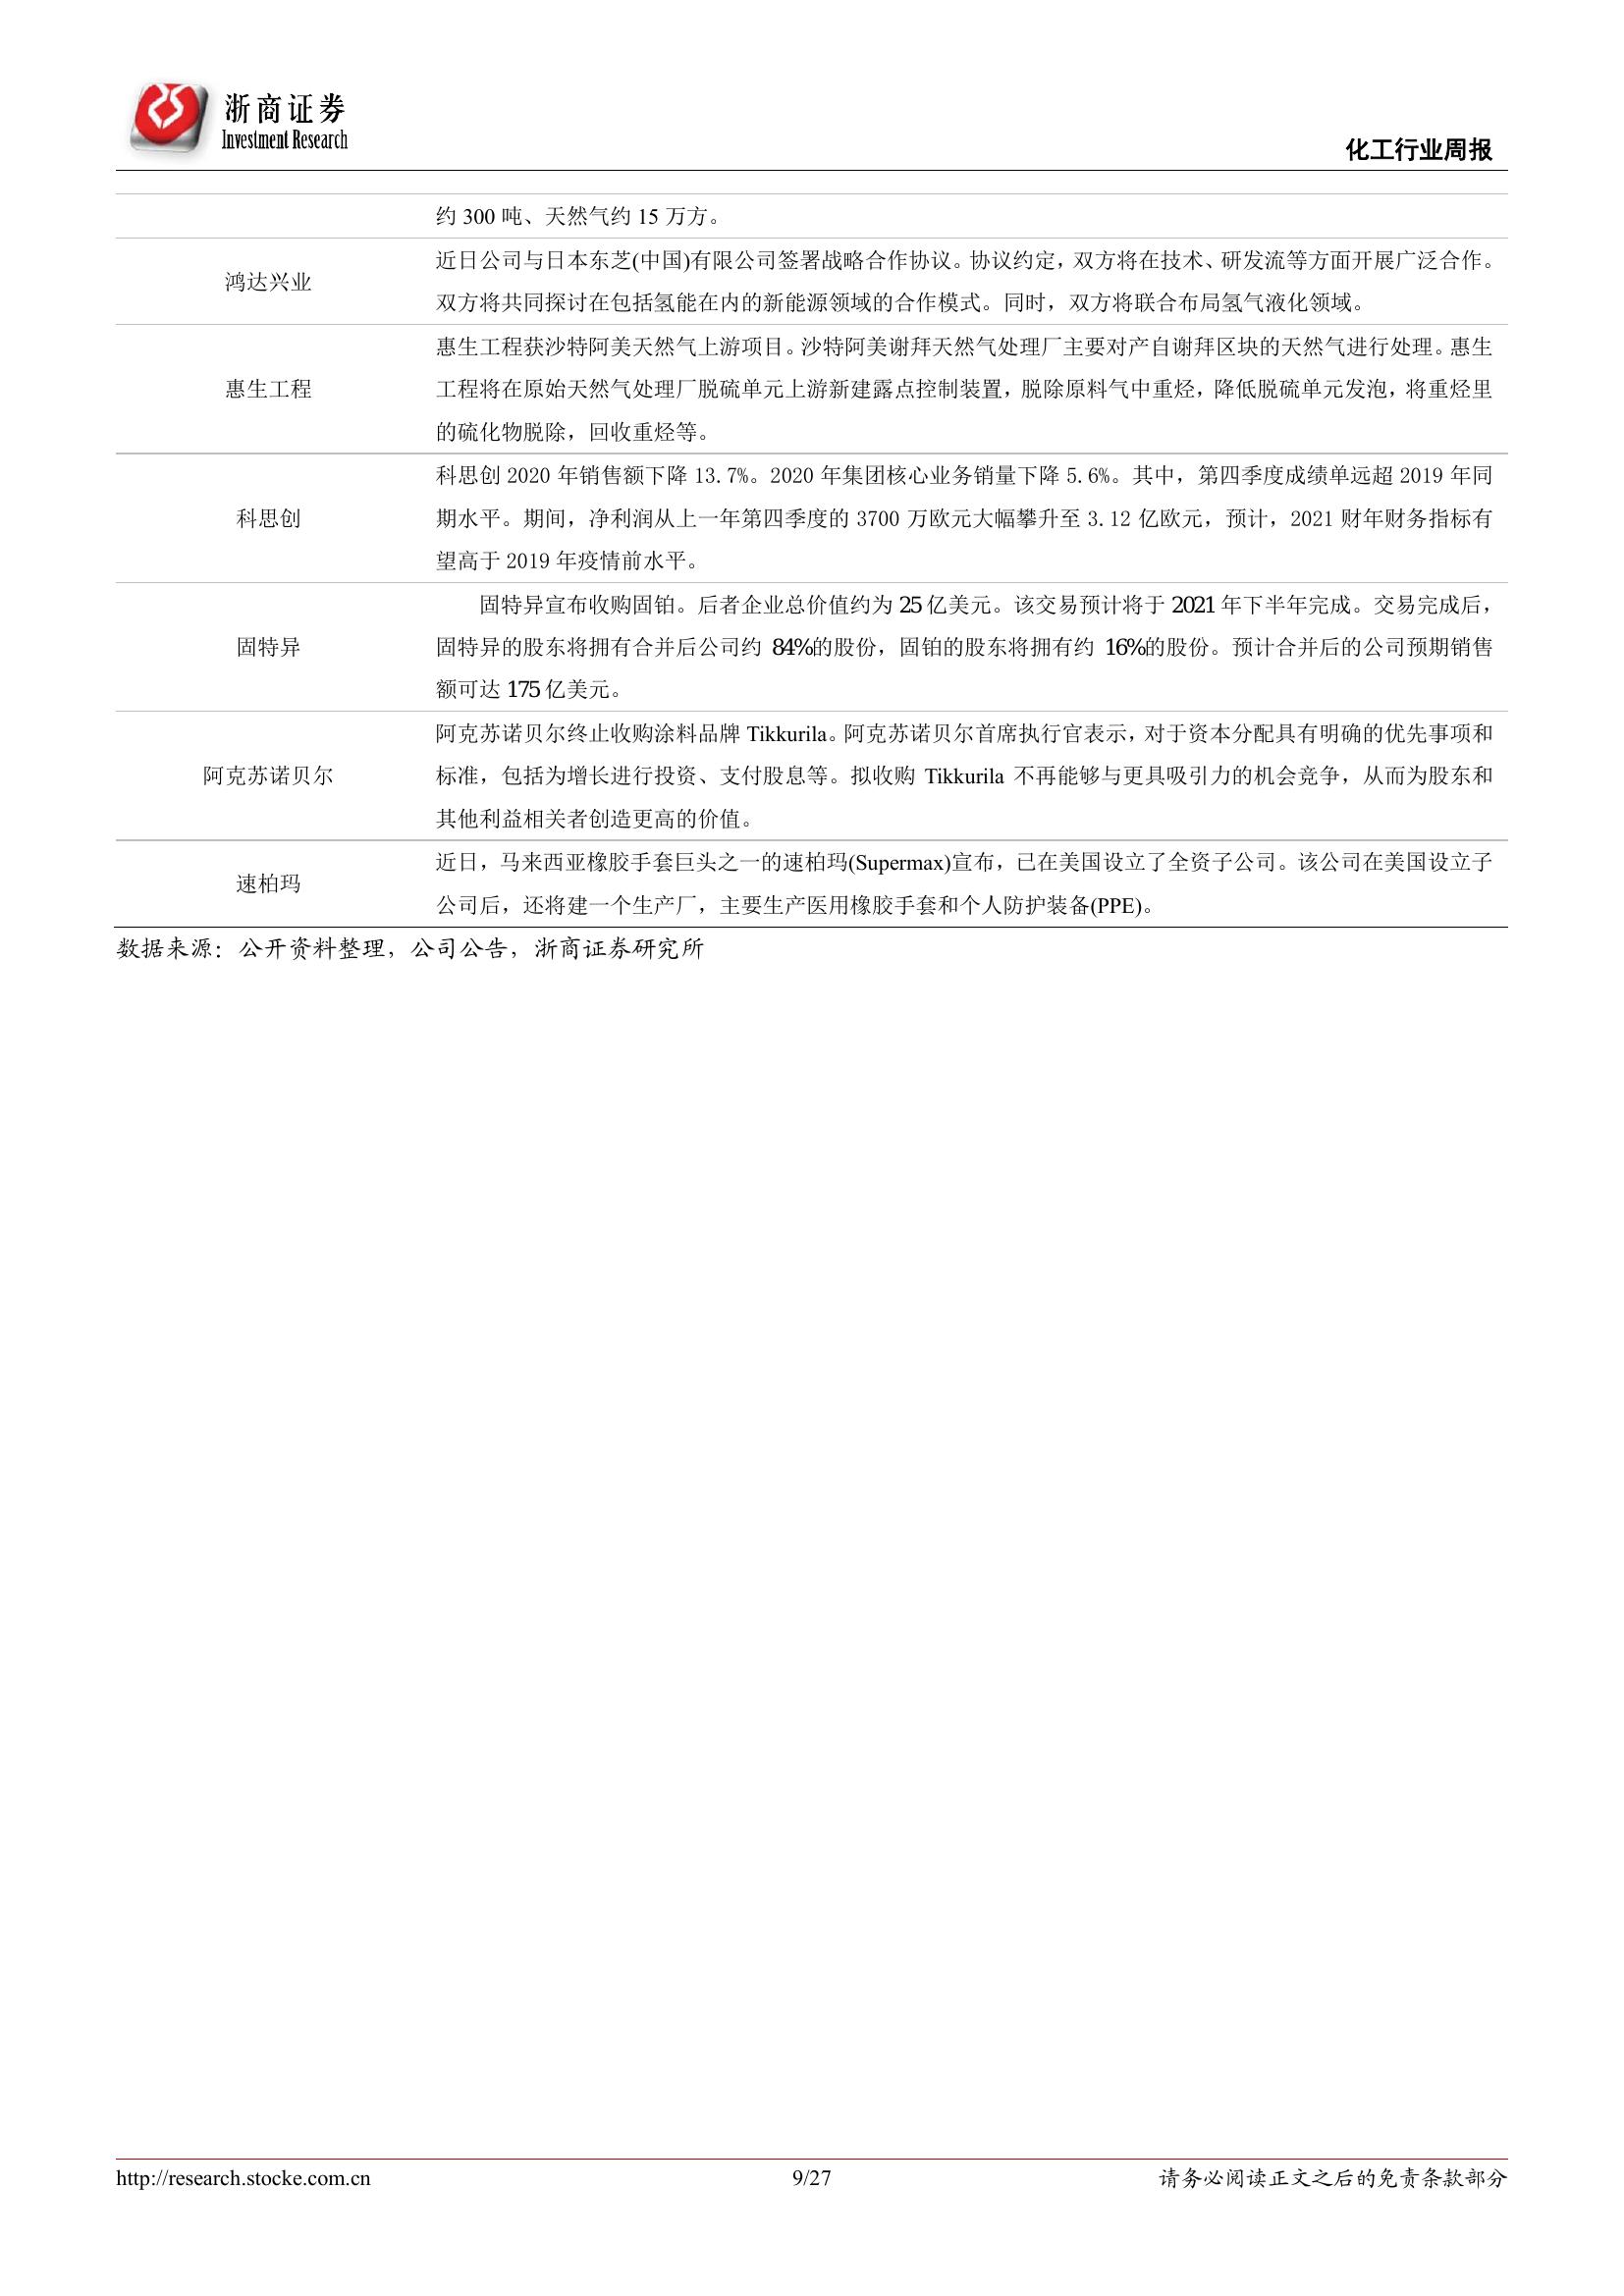 浙商证券
Investment Research
化工行业周报
约 300 吨、天然气约 15 万方。
鸿达兴业
近日公司与日本东芝(中国)有限公司签署战略合作协议。协议约定，双方将在技术、研发流等方面开展广泛合作。
双方将共同探讨在包括氢能在内的新能源领域的合作模式。同时，双方将联合布局氢气液化领域。
惠生工程
惠生工程获沙特阿美天然气上游项目。沙特阿美谢拜天然气处理厂主要对产自谢拜区块的天然气进行处理。惠生
工程将在原始天然气处理厂脱硫单元上游新建露点控制装置，脱除原料气中重烃，降低脱硫单元发泡，将重烃里
的硫化物脱除，回收重烃等。
科思创
科思创 2020 年销售额下降 13.7%。2020 年集团核心业务销量下降 5.6%。其中，第四季度成绩单远超 2019 年同
期水平。期间，净利润从上一年第四季度的 3700 万欧元大幅攀升至 3.12 亿欧元，预计，2021 财年财务指标有
望高于 2019 年疫情前水平。
固特异
固特异宣布收购固铂。后者企业总价值约为 25 亿美元。该交易预计将于 2021 年下半年完成。交易完成后，
固特异的股东将拥有合并后公司约 84%的股份，固铂的股东将拥有约 16%的股份。预计合并后的公司预期销售
额可达 175 亿美元。
阿克苏诺贝尔
阿克苏诺贝尔终止收购涂料品牌 Tikkurila。阿克苏诺贝尔首席执行官表示，对于资本分配具有明确的优先事项和
标准，包括为增长进行投资、支付股息等。拟收购 Tikkurila 不再能够与更具吸引力的机会竞争，从而为股东和
其他利益相关者创造更高的价值。
速柏玛
近日，马来西亚橡胶手套巨头之一的速柏玛(Supermax)宣布，已在美国设立了全资子公司。该公司在美国设立子
公司后，还将建一个生产厂，主要生产医用橡胶手套和个人防护装备(PPE)。
数据来源：公开资料整理，公司公告，浙商证券研究所
http://research.stocke.com.cn
9/27
请务必阅读正文之后的免责条款部分